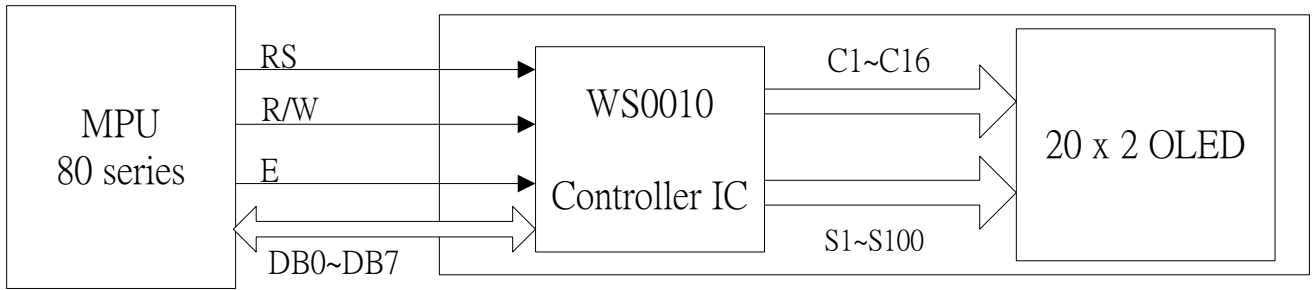 RS
R/W
E
DB0~DB7
MPU
80 series
WS0010
Controller IC
C1~C16
S1~S100
20 x 2 OLED